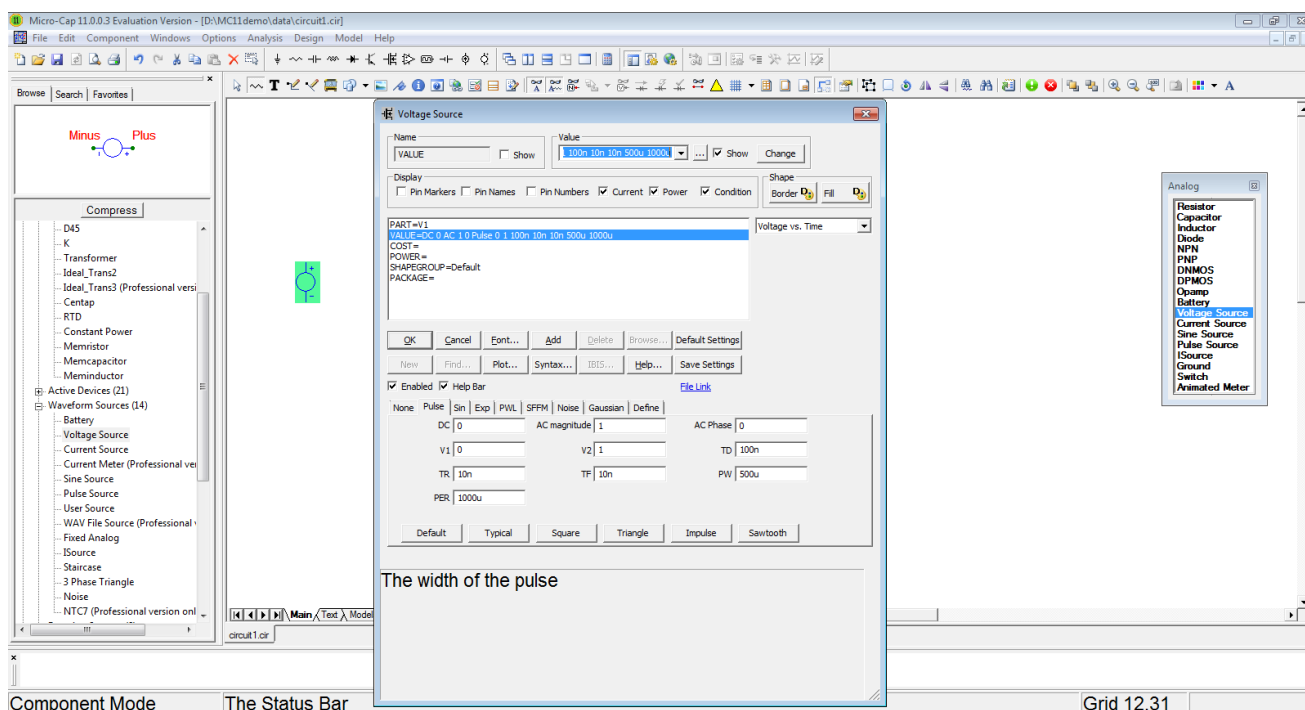 Micro-Cap 11.0.0.3 Evaluation Version - [D:\MC11demo\data\circuit1.cir]
File Edit Component Windows Options Analysis Design Model Help
Browse Search Favorites
Minus Plus
Compress
D45
K
Transformer
Ideal_Trans2
Ideal_Trans3 (Professional versi
Centap
RTD
Constant Power
Memristor
Memcapacitor
Meminductor
Active Devices (21)
Waveform Sources (14)
Battery
Voltage Source
Current Source
Current Meter (Professional ver
Sine Source
Pulse Source
User Source
WAV File Source (Professional
Fixed Analog
ISource
Staircase
3 Phase Triangle
Noise
NTC7 (Professional version onl
Main Text Model
circuit1.cir
Voltage Source
Name
VALUE
Show
Value
100n 10n 10n 500u 1000u
...
Show
Change
Display
Pin Markers Pin Names Pin Numbers Current Power Condition
Shape
Border Fill
PART=V1
VALUE=DC 0 AC 1 0 Pulse 0 1 100n 10n 10n 500u 1000u
COST=
POWER=
SHAPEGROUP=Default
PACKAGE=
Voltage vs. Time
OK Cancel Font... Add Delete Browse... Default Settings
New Find... Plot... Syntax... IBIS... Help... Save Settings
Enabled Help Bar File Link
None Pulse Sin Exp PWL SFFM Noise Gaussian Define
DC 0 AC magnitude 1 AC Phase 0
V1 0 V2 1 TD 100n
TR 10n TF 10n PW 500u
PER 1000u
Default Typical Square Triangle Impulse Sawtooth
The width of the pulse
Analog
Resistor
Capacitor
Inductor
Diode
NPN
PNP
DNMOS
DPMOS
Opamp
Battery
Voltage Source
Current Source
Sine Source
Pulse Source
ISource
Ground
Switch
Animated Meter
Component Mode The Status Bar Grid 12,31